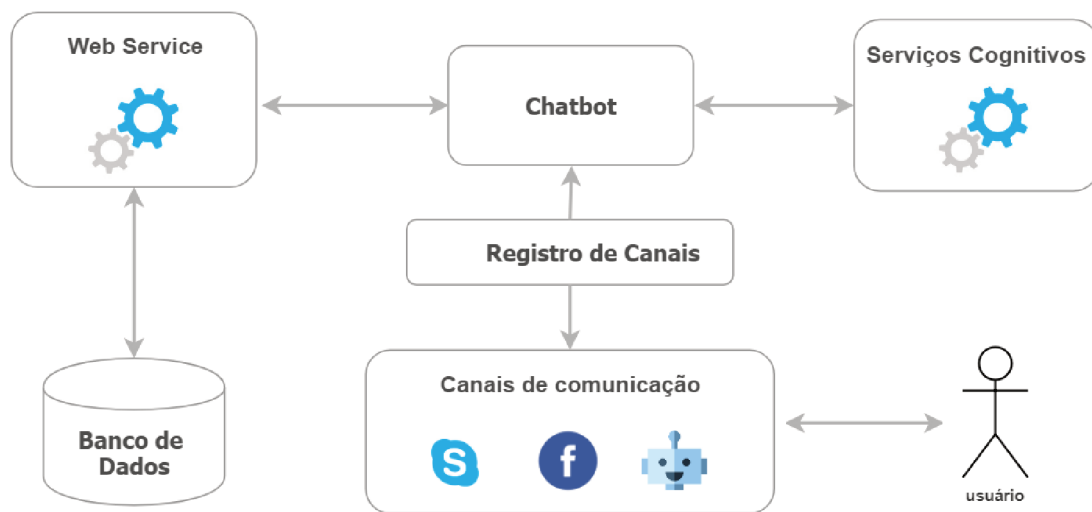 Web Service
Chatbot
Serviços Cognitivos
Registro de Canais
Canais de comunicação
S
f
Banco de
Dados
usuário